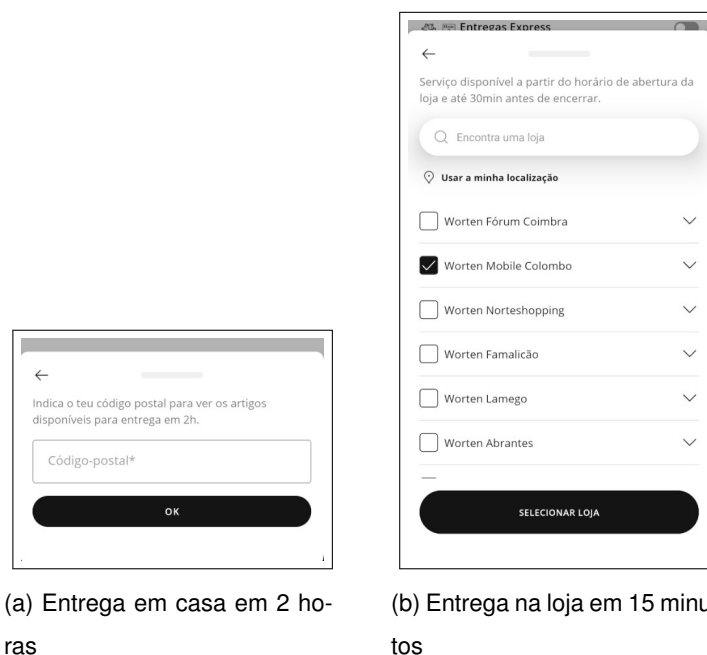 Indica o teu código postal para ver os artigos
disponíveis para entrega em 2h.
Código-postal*
OK
(a) Entrega em casa em 2 ho-
ras
Entregas Express
Serviço disponível a partir do horário de abertura da
loja e até 30min antes de encerrar.
Encontra uma loja
Usar a minha localização
Worten Fórum Coimbra
Worten Mobile Colombo
Worten Norteshopping
Worten Famalicão
Worten Lamego
Worten Abrantes
SELECIONAR LOJA
(b) Entrega na loja em 15 minu
tos